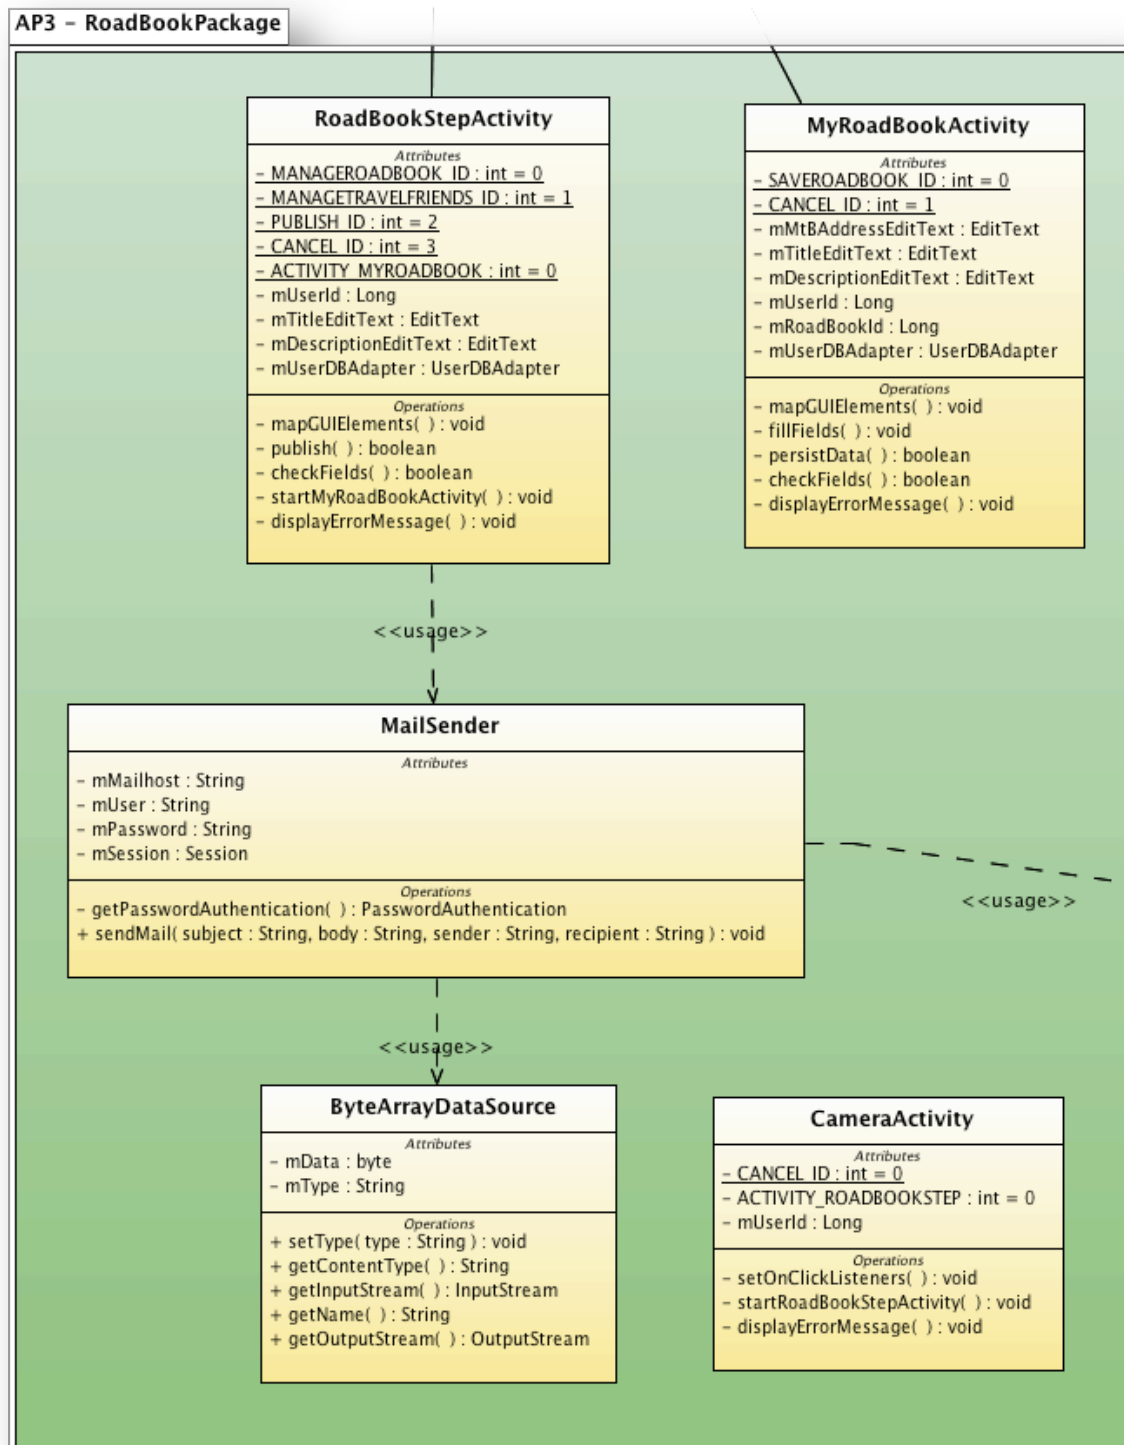 AP3 - RoadBookPackage
RoadBookStepActivity
Attributes
- MANAGEROADBOOK_ID : int = 0
- MANAGETRAVELFRIENDS_ID : int = 1
- PUBLISH_ID : int = 2
- CANCEL_ID : int = 3
- ACTIVITY_MYROADBOOK : int = 0
- mUserId : Long
- mTitleEditText : EditText
- mDescriptionEditText : EditText
- mUserDBAdapter : UserDBAdapter
Operations
- mapGUIElements( ) : void
- publish( ) : boolean
- checkFields( ) : boolean
- startMyRoadBookActivity( ) : void
- displayErrorMessage( ) : void
MyRoadBookActivity
Attributes
- SAVEROADBOOK_ID : int = 0
- CANCEL_ID : int = 1
- mMtBAddressEditText : EditText
- mTitleEditText : EditText
- mDescriptionEditText : EditText
- mUserId : Long
- mRoadBookId : Long
- mUserDBAdapter : UserDBAdapter
Operations
- mapGUIElements( ) : void
- fillFields( ) : void
- persistData( ) : boolean
- checkFields( ) : boolean
- displayErrorMessage( ) : void
<<usage>>
MailSender
Attributes
- mMailhost : String
- mUser : String
- mPassword : String
- mSession : Session
Operations
- getPasswordAuthentication( ) : PasswordAuthentication
+ sendMail( subject : String, body : String, sender : String, recipient : String ) : void
<<usage>>
<<usage>>
ByteArrayDataSource
Attributes
- mData : byte
- mType : String
Operations
+ setType( type : String ) : void
+ getContentType( ) : String
+ getInputStream( ) : InputStream
+ getName( ) : String
+ getOutputStream( ) : OutputStream
CameraActivity
Attributes
- CANCEL_ID : int = 0
- ACTIVITY_ROADBOOKSTEP : int = 0
- mUserId : Long
Operations
- setOnClickListeners( ) : void
- startRoadBookStepActivity( ) : void
- displayErrorMessage( ) : void